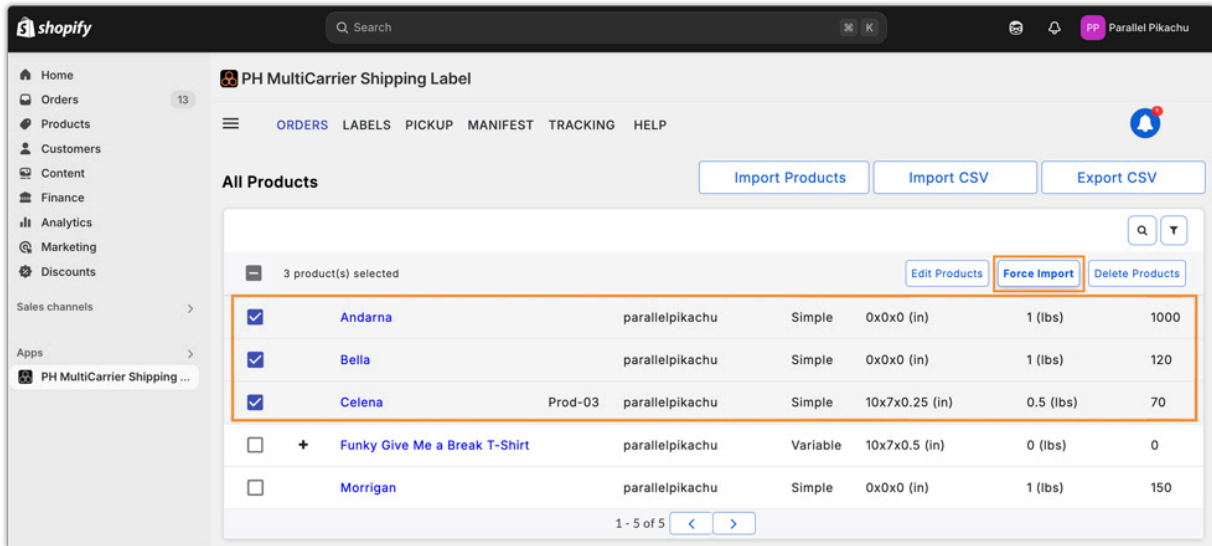 shopify
Search
⌘ K
PP Parallel Pikachu
Home
Orders 13
Products
Customers
Content
Finance
Analytics
Marketing
Discounts
Sales channels
Apps
PH MultiCarrier Shipping ...
PH MultiCarrier Shipping Label
ORDERS LABELS PICKUP MANIFEST TRACKING HELP
1
All Products
Import Products Import CSV Export CSV
3 product(s) selected Edit Products Force Import Delete Products
Andarna parallelpikachu Simple 0x0x0 (in) 1 (lbs) 1000
Bella parallelpikachu Simple 0x0x0 (in) 1 (lbs) 120
Celena Prod-03 parallelpikachu Simple 10x7x0.25 (in) 0.5 (lbs) 70
+ Funky Give Me a Break T-Shirt parallelpikachu Variable 10x7x0.5 (in) 0 (lbs) 0
Morrigan parallelpikachu Simple 0x0x0 (in) 1 (lbs) 150
1 - 5 of 5